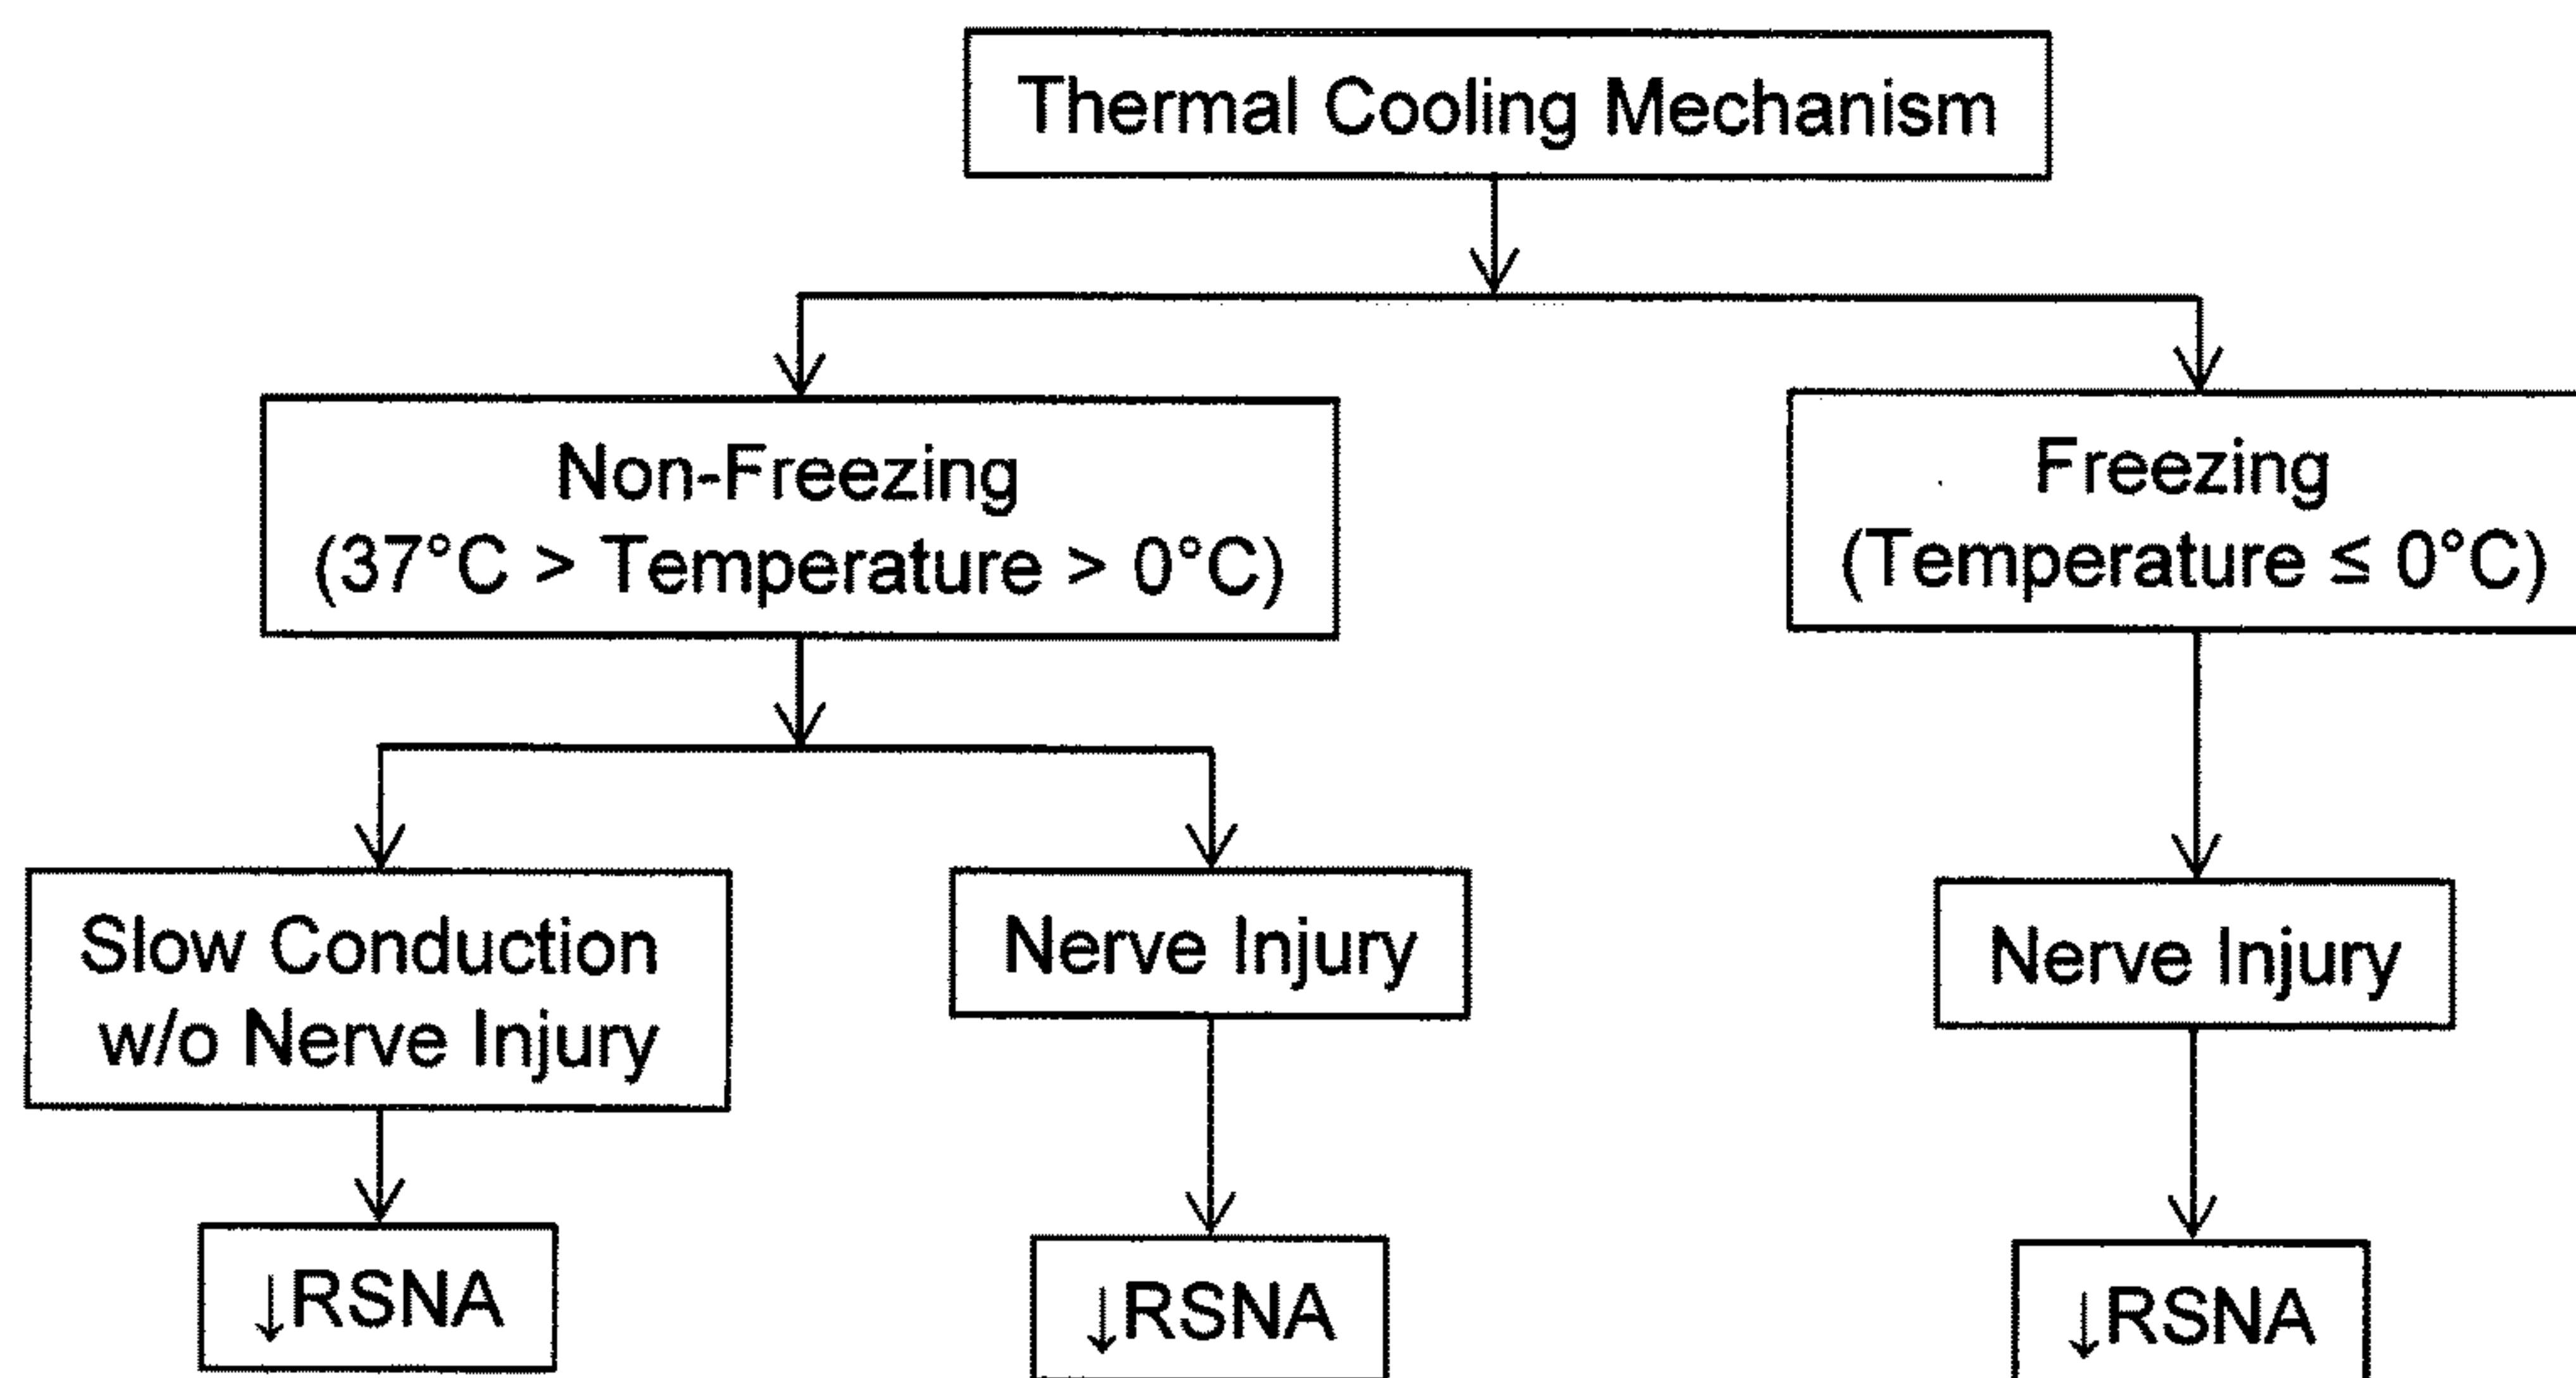 Thermal Cooling Mechanism
Non-Freezing
(37°C > Temperature > 0°C)
Freezing
(Temperature ≤ 0°C)
Slow Conduction
w/o Nerve Injury
Nerve Injury
Nerve Injury
↓RSNA
↓RSNA
↓RSNA